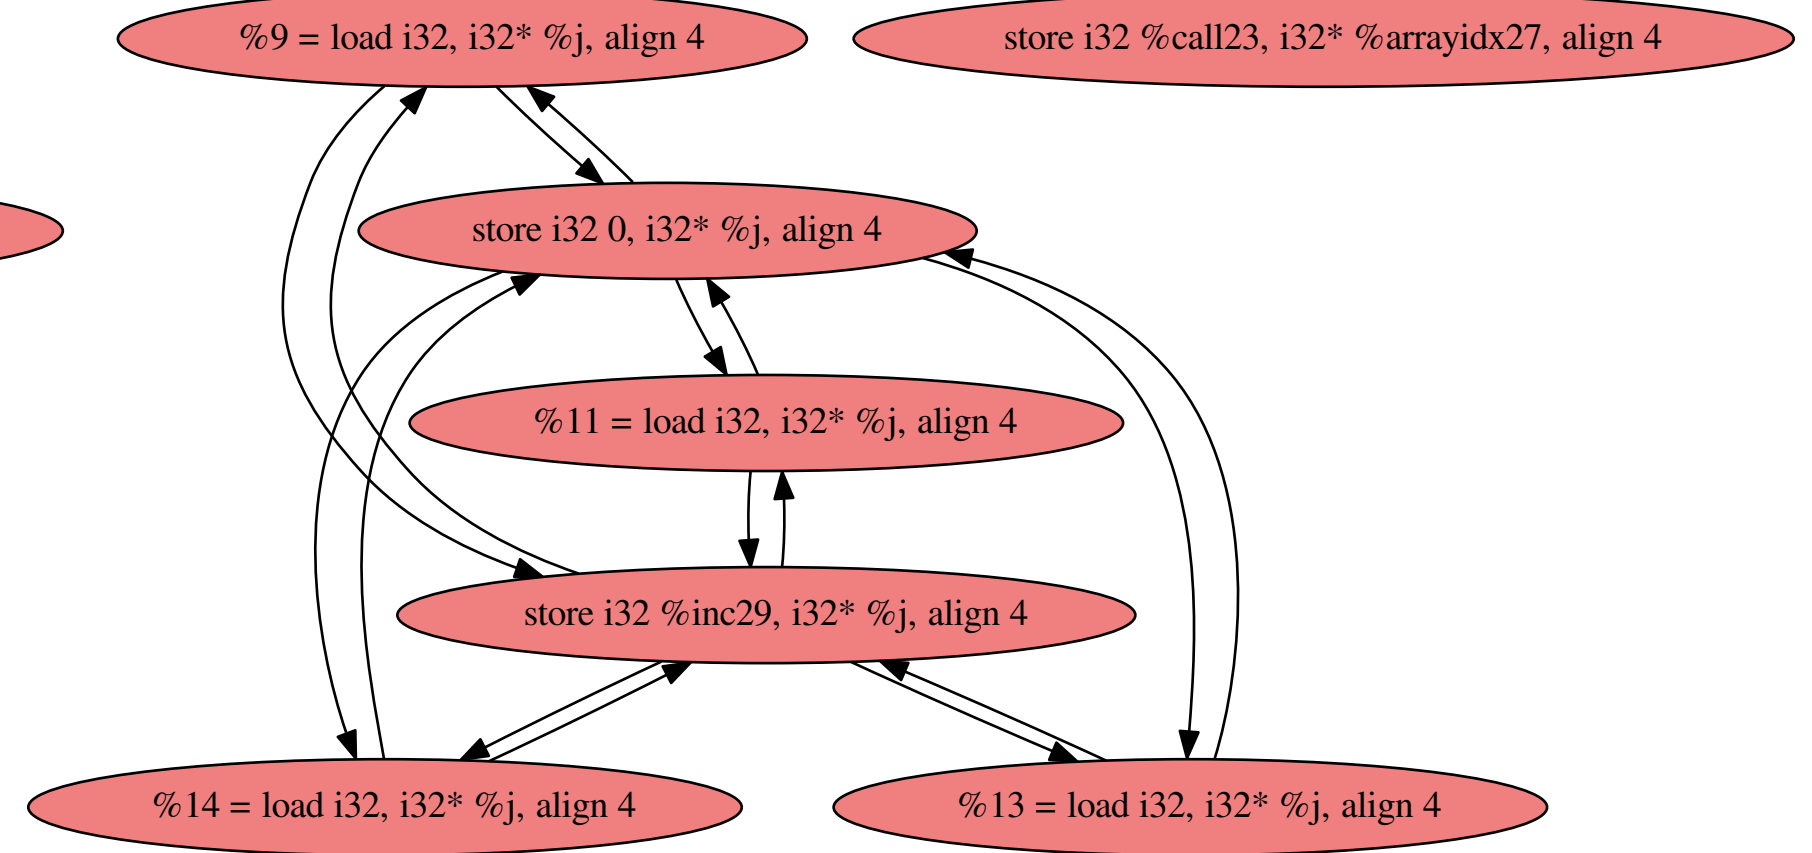 %9 = load i32, i32* %j, align 4
store i32 %call23, i32* %arrayidx27, align 4
store i32 0, i32* %j, align 4
%11 = load i32, i32* %j, align 4
store i32 %inc29, i32* %j, align 4
%14 = load i32, i32* %j, align 4
%13 = load i32, i32* %j, align 4